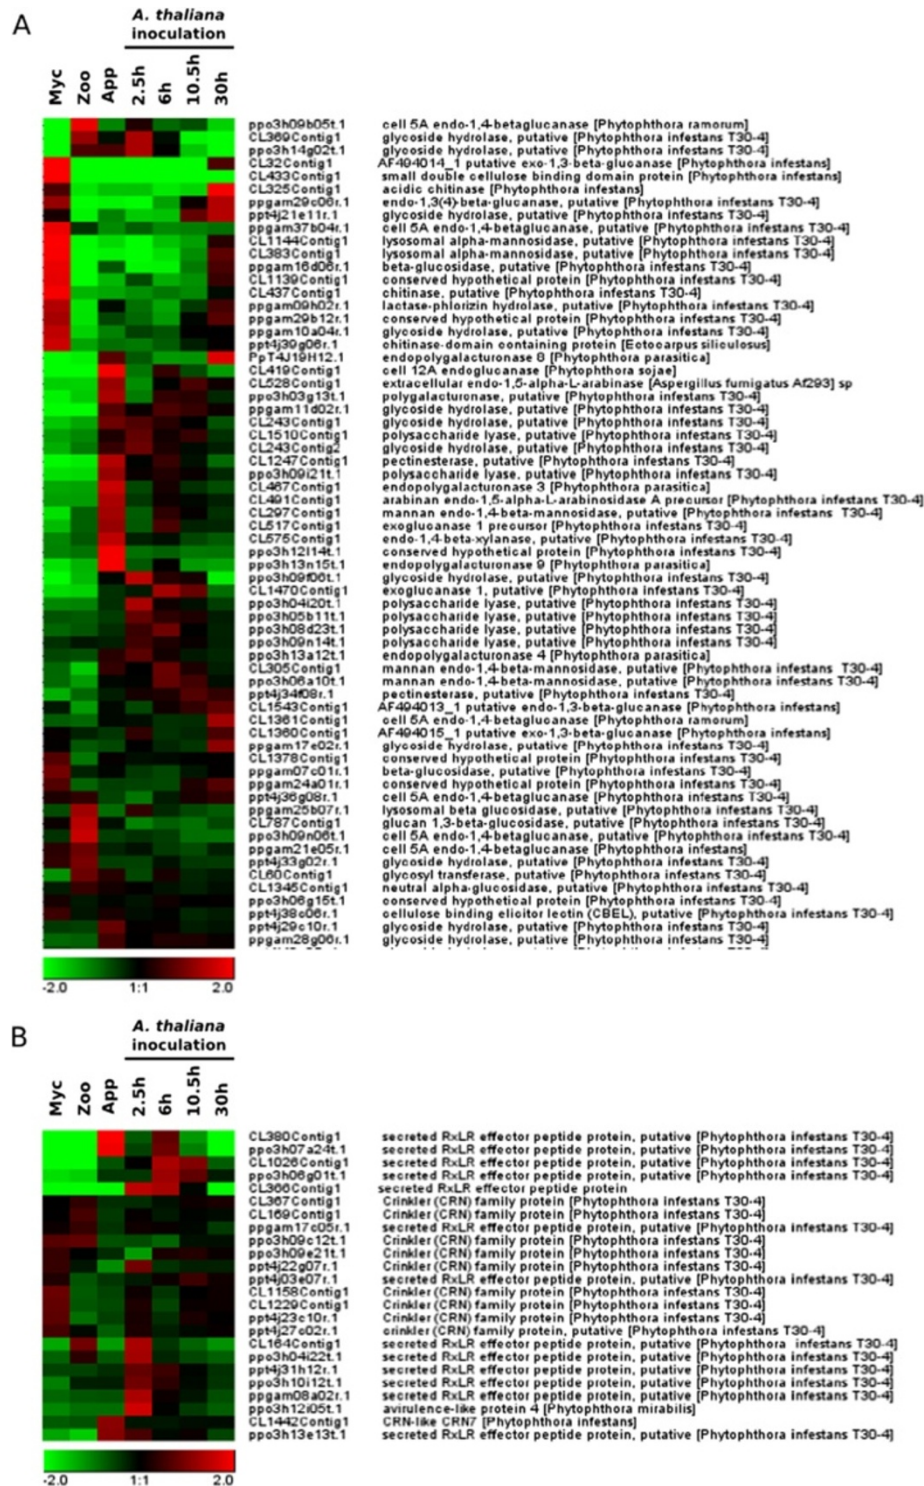 A
A. thaliana
inoculation
Myc Zoo App 2.5h 6h 10.5h 30h
ppo3h09b05t.1 cell 5A endo-1,4-betaglucanase [Phytophthora ramorum]
CL369Contig1 glycoside hydrolase, putative [Phytophthora infestans T30-4]
ppo3h14g02t.1 glycoside hydrolase, putative [Phytophthora infestans T30-4]
CL32Contig1 AF494014_1 putative exo-1,3-beta-glucanase [Phytophthora infestans]
CL433Contig1 small double cellulose binding domain protein [Phytophthora infestans]
CL325Contig1 acidic chitinase [Phytophthora infestans]
ppgam29c06r.1 endo-1,3(4)-beta-glucanase, putative [Phytophthora infestans T30-4]
ppt4j21e11r.1 glycoside hydrolase, putative [Phytophthora infestans T30-4]
ppgam37b04r.1 cell 5A endo-1,4-betaglucanase, putative [Phytophthora infestans T30-4]
CL1144Contig1 lysosomal alpha-mannosidase, putative [Phytophthora infestans T30-4]
CL383Contig1 lysosomal alpha-mannosidase, putative [Phytophthora infestans T30-4]
ppgam16d06r.1 beta-glucosidase, putative [Phytophthora infestans T30-4]
CL1139Contig1 conserved hypothetical protein [Phytophthora infestans T30-4]
CL437Contig1 chitinase, putative [Phytophthora infestans T30-4]
ppgam09h02r.1 lactase-phlorizin hydrolase, putative [Phytophthora infestans T30-4]
ppgam29b12r.1 conserved hypothetical protein [Phytophthora infestans T30-4]
ppgam10a04r.1 glycoside hydrolase, putative [Phytophthora infestans T30-4]
ppt4j39g06r.1 chitinase-domain containing protein [Ectocarpus siliculosus]
PpT4J19H12.1 endopolygalacturonase 8 [Phytophthora parasitica]
CL419Contig1 cell 12A endoglucanase [Phytophthora sojae]
CL528Contig1 extracellular endo-1,5-alpha-L-arabinase [Aspergillus fumigatus Af293] sp
ppo3h03g13t.1 polygalacturonase, putative [Phytophthora infestans T30-4]
ppgam11d02r.1 glycoside hydrolase, putative [Phytophthora infestans T30-4]
CL243Contig1 glycoside hydrolase, putative [Phytophthora infestans T30-4]
CL1510Contig1 polysaccharide lyase, putative [Phytophthora infestans T30-4]
CL243Contig2 glycoside hydrolase, putative [Phytophthora infestans T30-4]
CL1247Contig1 pectinesterase, putative [Phytophthora infestans T30-4]
ppo3h09i21t.1 polysaccharide lyase, putative [Phytophthora infestans T30-4]
CL467Contig1 endopolygalacturonase 3 [Phytophthora parasitica]
CL491Contig1 arabinan endo-1,5-alpha-L-arabinosidase A precursor [Phytophthora infestans T30-4]
CL297Contig1 mannan endo-1,4-beta-mannosidase, putative [Phytophthora infestans T30-4]
CL517Contig1 exoglucanase 1 precursor [Phytophthora infestans T30-4]
CL575Contig1 endo-1,4-beta-xylanase, putative [Phytophthora infestans T30-4]
ppo3h12l14t.1 conserved hypothetical protein [Phytophthora infestans T30-4]
ppo3h13n15t.1 endopolygalacturonase 9 [Phytophthora parasitica]
ppo3h09f06t.1 glycoside hydrolase, putative [Phytophthora infestans T30-4]
CL1470Contig1 exoglucanase 1, putative [Phytophthora infestans T30-4]
ppo3h04i20t.1 polysaccharide lyase, putative [Phytophthora infestans T30-4]
ppo3h05b11t.1 polysaccharide lyase, putative [Phytophthora infestans T30-4]
ppo3h08d23t.1 polysaccharide lyase, putative [Phytophthora infestans T30-4]
ppo3h09n14t.1 polysaccharide lyase, putative [Phytophthora infestans T30-4]
ppo3h13a12t.1 endopolygalacturonase 4 [Phytophthora parasitica]
CL305Contig1 mannan endo-1,4-beta-mannosidase, putative [Phytophthora infestans T30-4]
ppo3h06a10t.1 mannan endo-1,4-beta-mannosidase, putative [Phytophthora infestans T30-4]
ppt4j34f08r.1 pectinesterase, putative [Phytophthora infestans T30-4]
CL1543Contig1 AF494013_1 putative endo-1,3-beta-glucanase [Phytophthora infestans]
CL1361Contig1 cell 5A endo-1,4-betaglucanase [Phytophthora ramorum]
CL1360Contig1 AF494015_1 putative exo-1,3-beta-glucanase [Phytophthora infestans]
ppgam17e02r.1 glycoside hydrolase, putative [Phytophthora infestans T30-4]
CL1378Contig1 conserved hypothetical protein [Phytophthora infestans T30-4]
ppgam07c01r.1 beta-glucosidase, putative [Phytophthora infestans T30-4]
ppgam24a01r.1 conserved hypothetical protein [Phytophthora infestans T30-4]
ppt4j36g08r.1 cell 5A endo-1,4-betaglucanase [Phytophthora infestans T30-4]
ppgam25b07r.1 lysosomal beta glucosidase, putative [Phytophthora infestans T30-4]
CL787Contig1 glucan 1,3-beta-glucosidase, putative [Phytophthora infestans T30-4]
ppo3h09n06t.1 cell 5A endo-1,4-betaglucanase, putative [Phytophthora infestans T30-4]
ppgam21e05r.1 cell 5A endo-1,4-betaglucanase [Phytophthora infestans]
ppt4j33g02r.1 glycoside hydrolase, putative [Phytophthora infestans T30-4]
CL60Contig1 glycosyl transferase, putative [Phytophthora infestans T30-4]
CL1345Contig1 neutral alpha-glucosidase, putative [Phytophthora infestans T30-4]
ppo3h06g15t.1 conserved hypothetical protein [Phytophthora infestans T30-4]
ppt4j38c06r.1 cellulose binding elicitor lectin (CBEL), putative [Phytophthora infestans T30-4]
ppt4j29c10r.1 glycoside hydrolase, putative [Phytophthora infestans T30-4]
ppgam28g06r.1 glycoside hydrolase, putative [Phytophthora infestans T30-4]
-2.0 1:1 2.0
B
A. thaliana
inoculation
Myc Zoo App 2.5h 6h 10.5h 30h
CL380Contig1 secreted RxLR effector peptide protein, putative [Phytophthora infestans T30-4]
ppo3h07a24t.1 secreted RxLR effector peptide protein, putative [Phytophthora infestans T30-4]
CL1026Contig1 secreted RxLR effector peptide protein, putative [Phytophthora infestans T30-4]
ppo3h06g01t.1 secreted RxLR effector peptide protein, putative [Phytophthora infestans T30-4]
CL366Contig1 secreted RxLR effector peptide protein
CL367Contig1 Crinkler (CRN) family protein [Phytophthora infestans T30-4]
CL169Contig1 Crinkler (CRN) family protein [Phytophthora infestans T30-4]
ppgam17c05r.1 secreted RxLR effector peptide protein, putative [Phytophthora infestans T30-4]
ppo3h09c12t.1 Crinkler (CRN) family protein [Phytophthora infestans T30-4]
ppo3h09e21t.1 Crinkler (CRN) family protein [Phytophthora infestans T30-4]
ppt4j22g07r.1 Crinkler (CRN) family protein [Phytophthora infestans T30-4]
ppt4j03e07r.1 secreted RxLR effector peptide protein, putative [Phytophthora infestans T30-4]
CL1158Contig1 Crinkler (CRN) family protein [Phytophthora infestans T30-4]
CL1229Contig1 Crinkler (CRN) family protein [Phytophthora infestans T30-4]
ppt4j23c10r.1 Crinkler (CRN) family protein [Phytophthora infestans T30-4]
ppt4j27c02r.1 crinkler (CRN) family protein, putative [Phytophthora infestans T30-4]
CL164Contig1 secreted RxLR effector peptide protein, putative [Phytophthora infestans T30-4]
ppo3h04i22t.1 secreted RxLR effector peptide protein, putative [Phytophthora infestans T30-4]
ppt4j31h12r.1 secreted RxLR effector peptide protein, putative [Phytophthora infestans T30-4]
ppo3h10i12t.1 secreted RxLR effector peptide protein, putative [Phytophthora infestans T30-4]
ppgam08a02r.1 secreted RxLR effector peptide protein, putative [Phytophthora infestans T30-4]
ppo3h12i05t.1 avirulence-like protein 4 [Phytophthora mirabilis]
CL1442Contig1 CRN-like CRN7 [Phytophthora infestans]
ppo3h13e13t.1 secreted RxLR effector peptide protein, putative [Phytophthora infestans T30-4]
-2.0 1:1 2.0